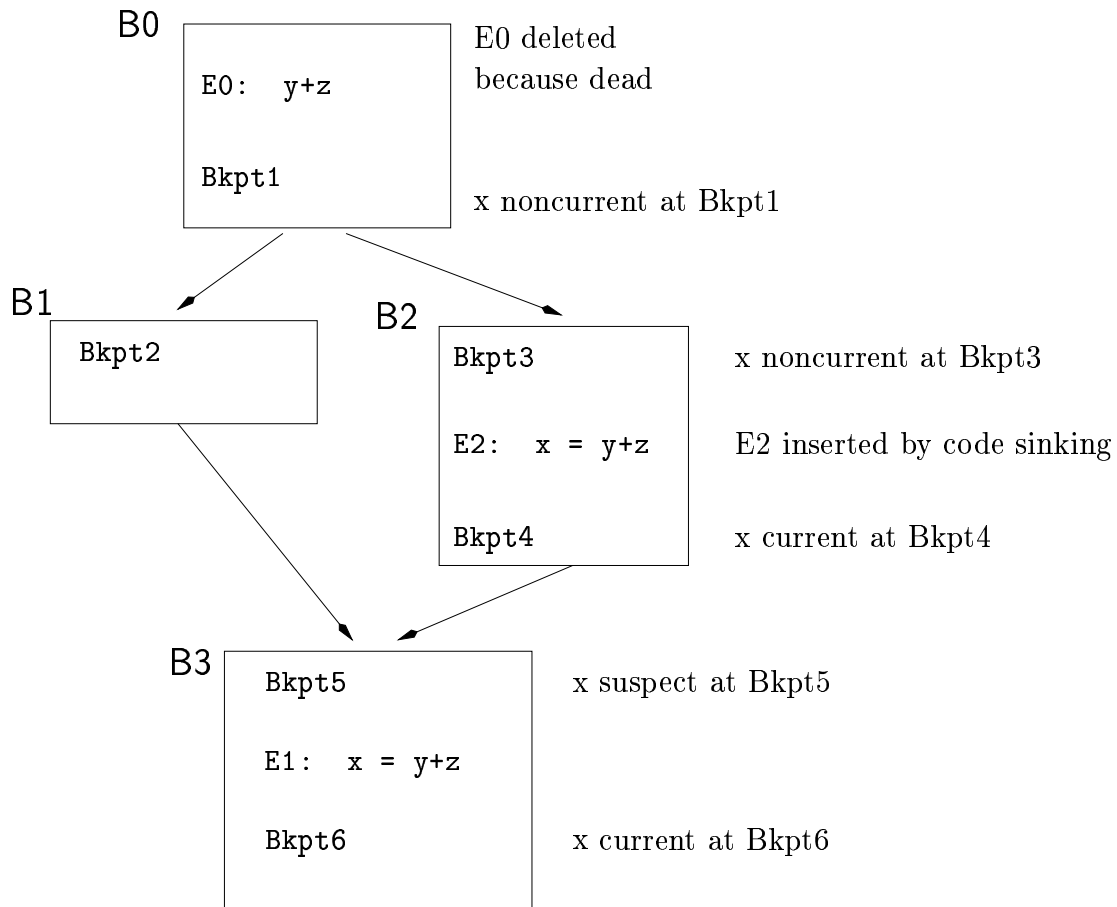 B0
E0 deleted
because dead
E0: y+z
Bkpt1
x noncurrent at Bkpt1
B1
B2
Bkpt2
Bkpt3
x noncurrent at Bkpt3
E2: x = y+z
E2 inserted by code sinking
Bkpt4
x current at Bkpt4
B3
Bkpt5
x suspect at Bkpt5
E1: x = y+z
Bkpt6
x current at Bkpt6